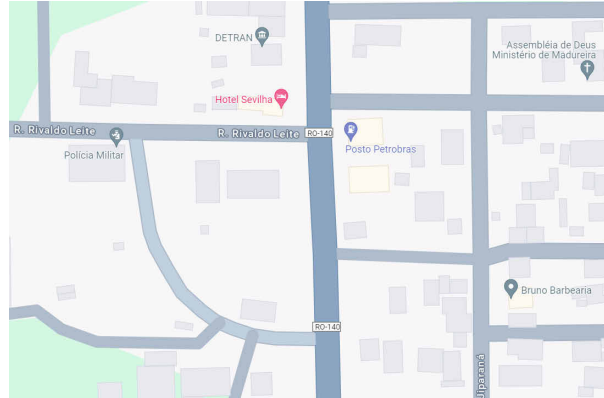 DETRAN
Assembléia de Deus
Ministério de Madureira
Hotel Sevilha
R. Rivaldo Leite
R. Rivaldo Leite
RO-140
Polícia Militar
Posto Petrobras
Bruno Barbearia
RO-140
Jiparaná